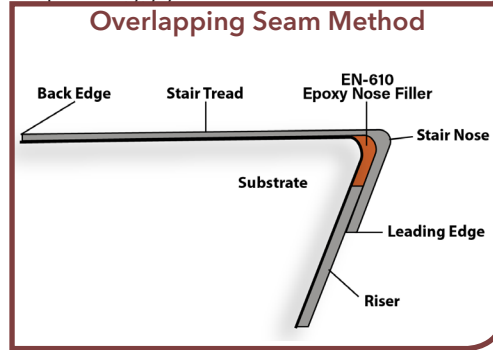 Overlapping Seam Method
EN-610
Back Edge
Stair Tread
Epoxy Nose Filler
Stair Nose
Substrate
Leading Edge
Riser